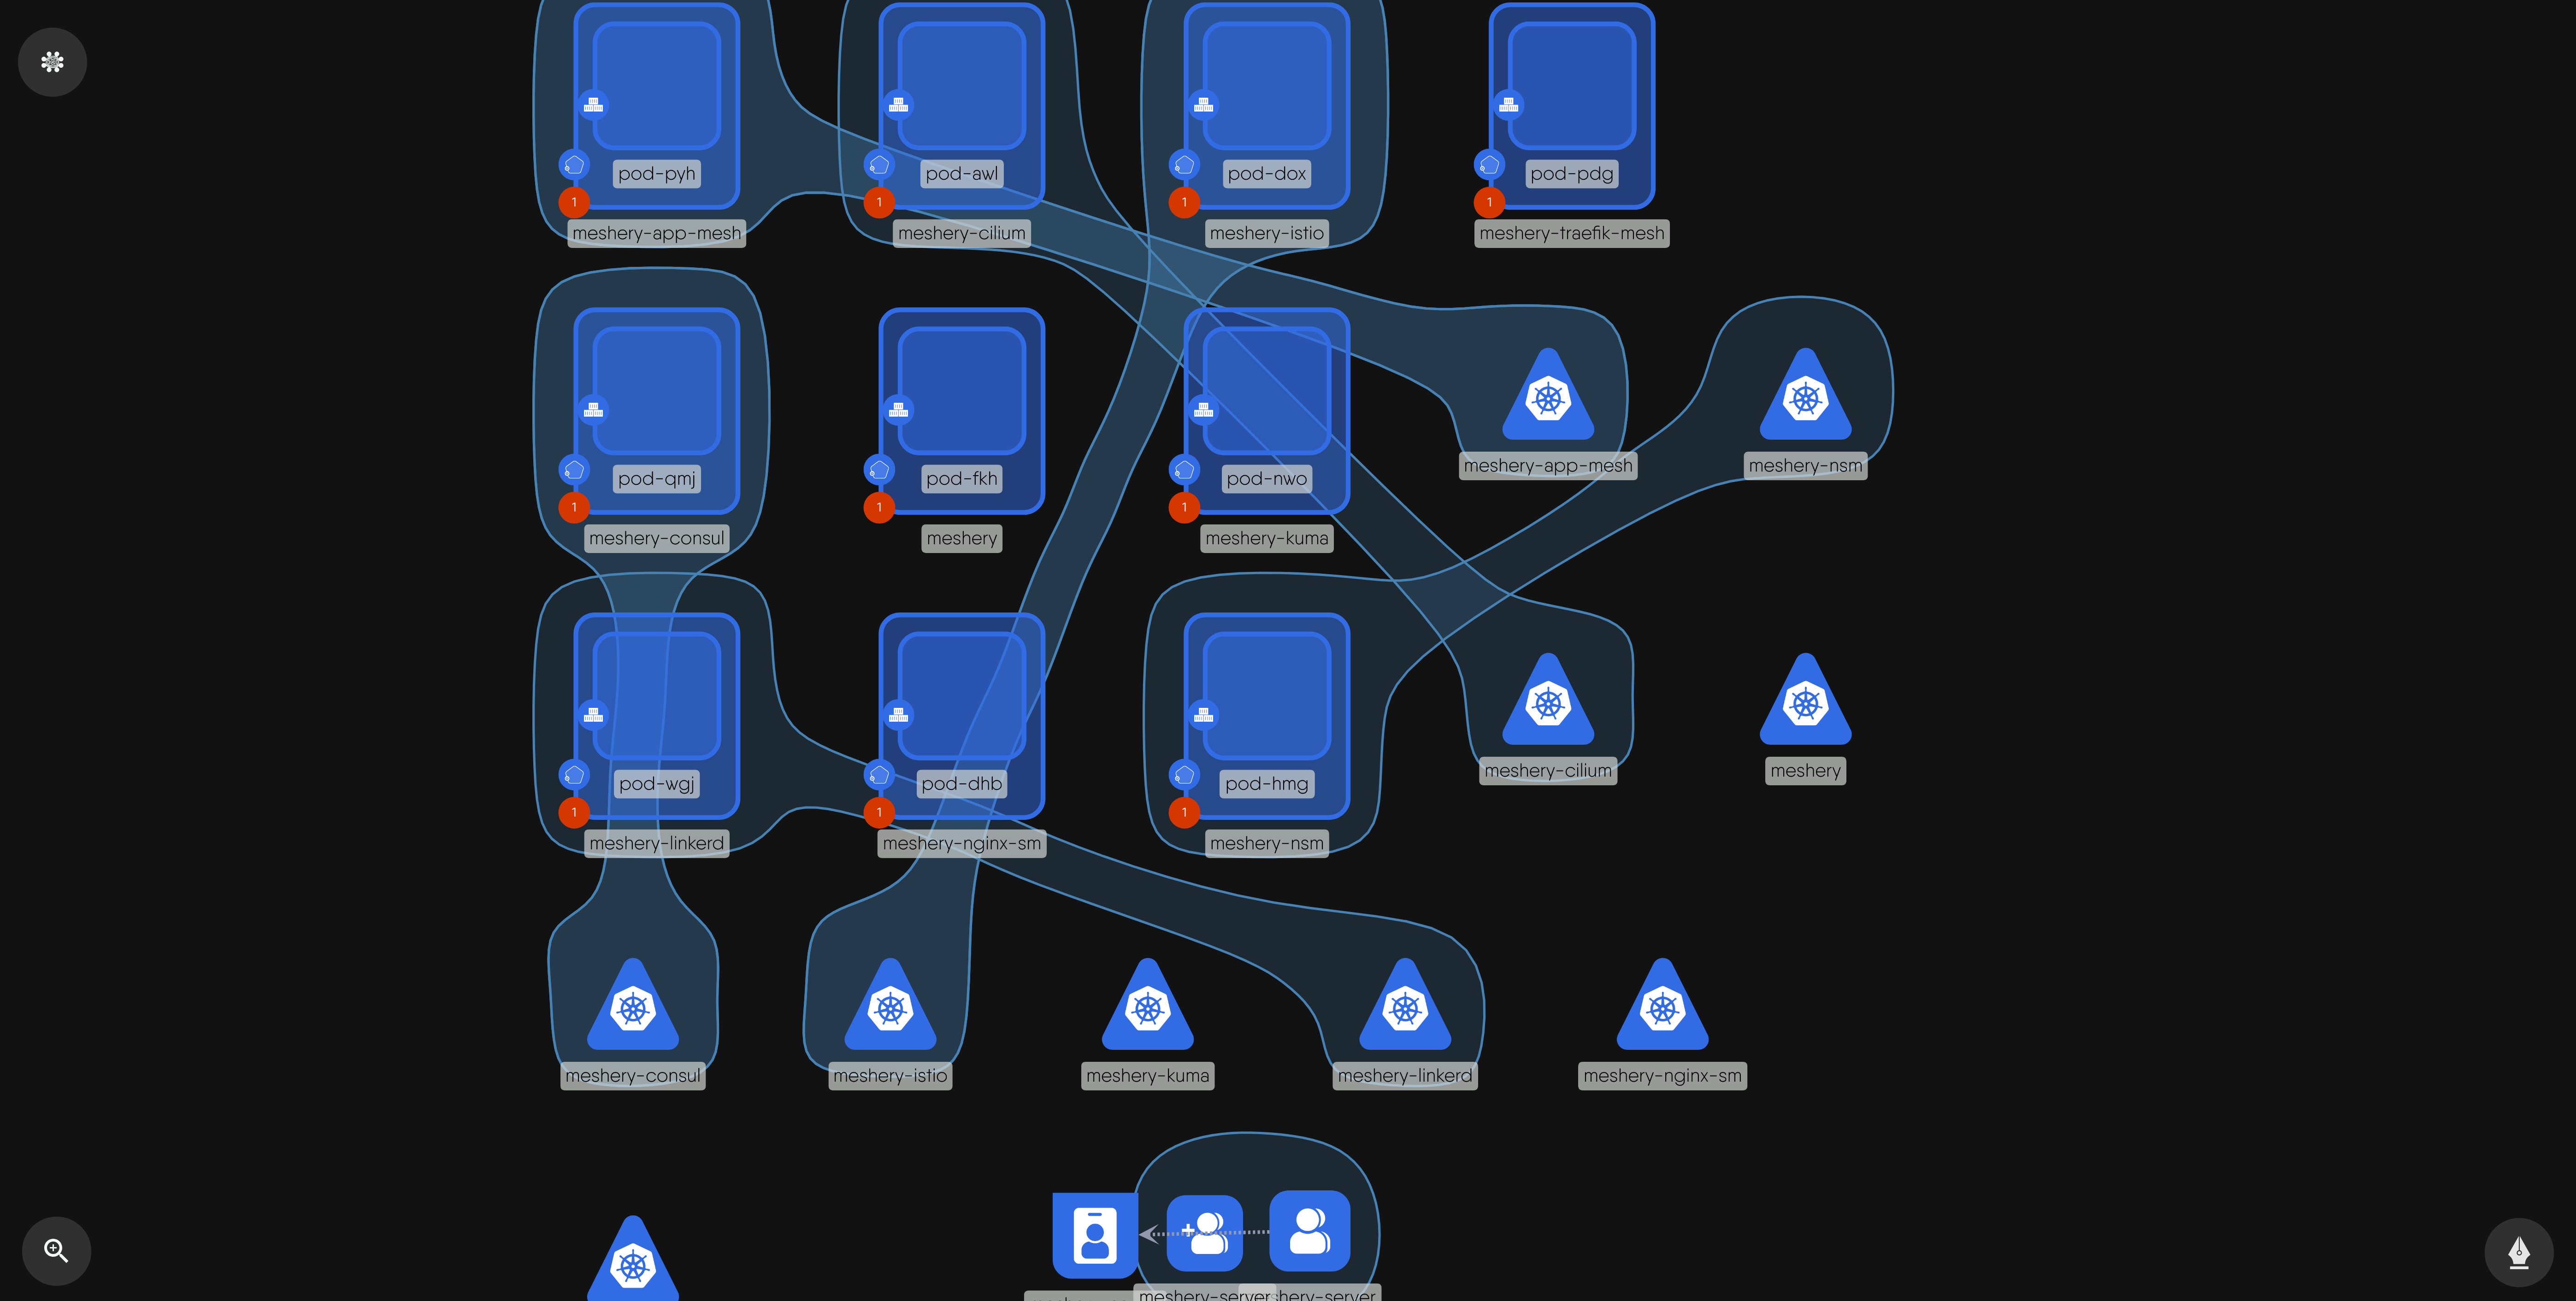 pod-pyh
1
meshery-app-mesh
pod-awl
1
meshery-cilium
pod-dox
1
meshery-istio
pod-pdg
1
meshery-traefik-mesh
pod-qmj
1
meshery-consul
pod-fkh
1
meshery
pod-nwo
1
meshery-kuma
meshery-app-mesh
meshery-nsm
pod-wgj
1
meshery-linkerd
pod-dhb
1
meshery-nginx-sm
pod-hmg
1
meshery-nsm
meshery-cilium
meshery
meshery-consul
meshery-istio
meshery-kuma
meshery-linkerd
meshery-nginx-sm
meshery-server
hery-server